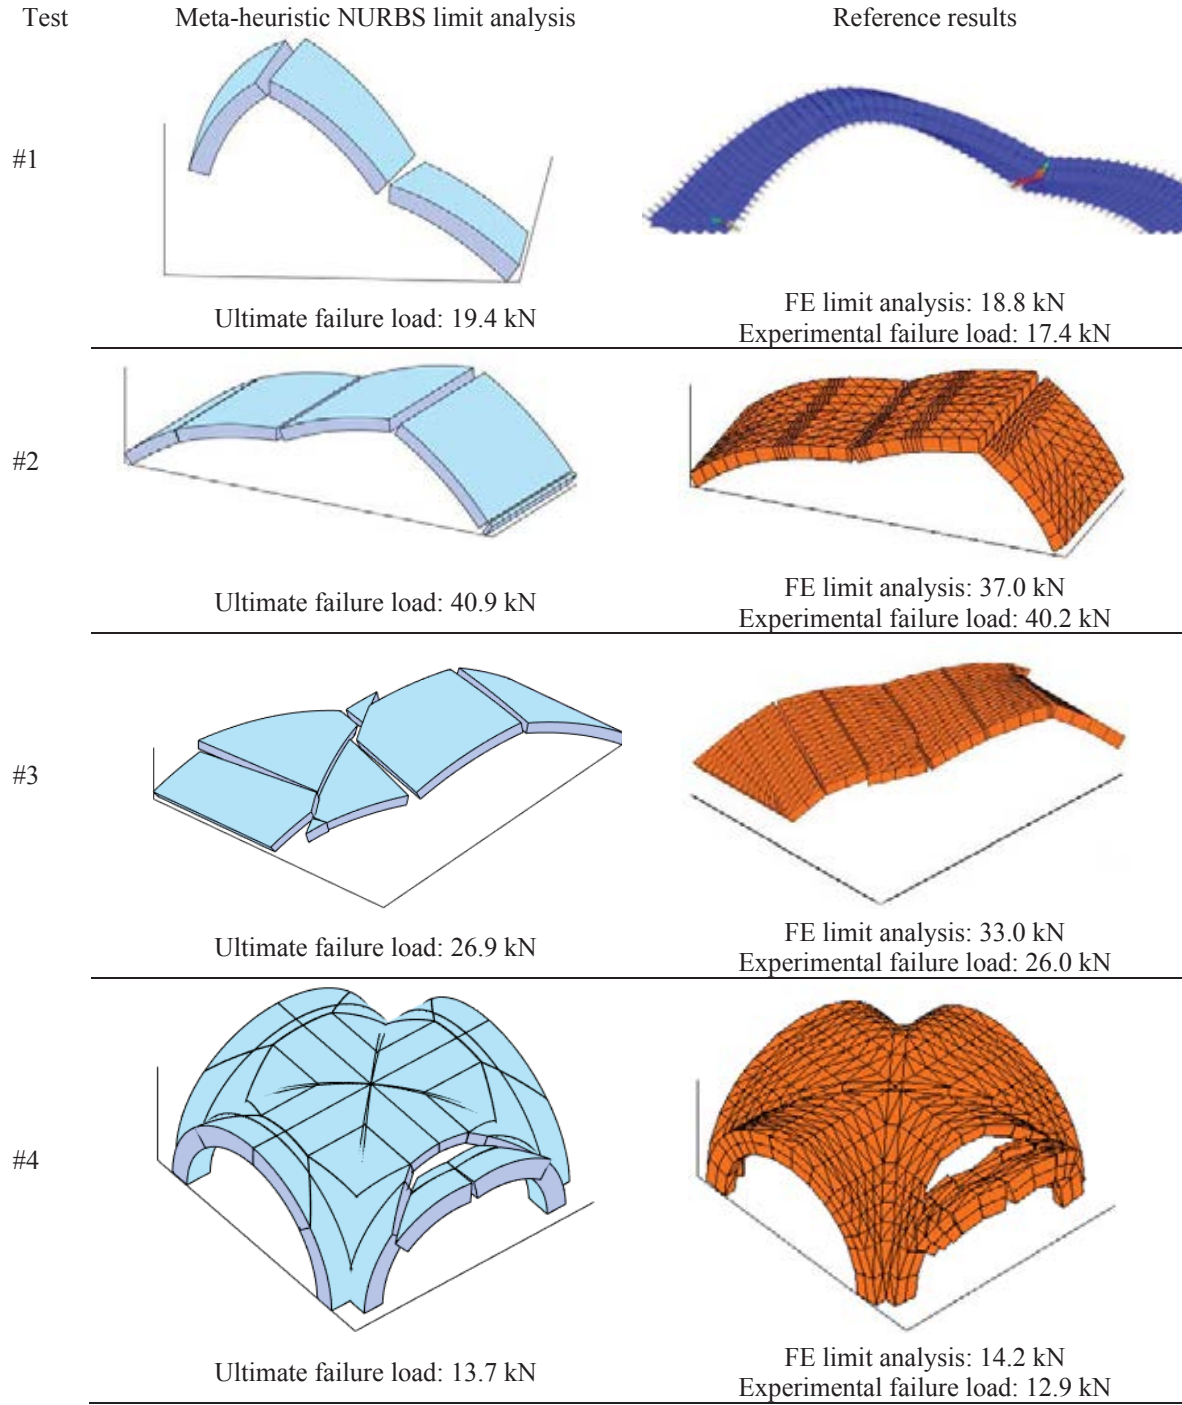 Test Meta-heuristic NURBS limit analysis Reference results
#1
Ultimate failure load: 19.4 kN
FE limit analysis: 18.8 kN
Experimental failure load: 17.4 kN
#2
Ultimate failure load: 40.9 kN
FE limit analysis: 37.0 kN
Experimental failure load: 40.2 kN
#3
Ultimate failure load: 26.9 kN
FE limit analysis: 33.0 kN
Experimental failure load: 26.0 kN
#4
Ultimate failure load: 13.7 kN
FE limit analysis: 14.2 kN
Experimental failure load: 12.9 kN